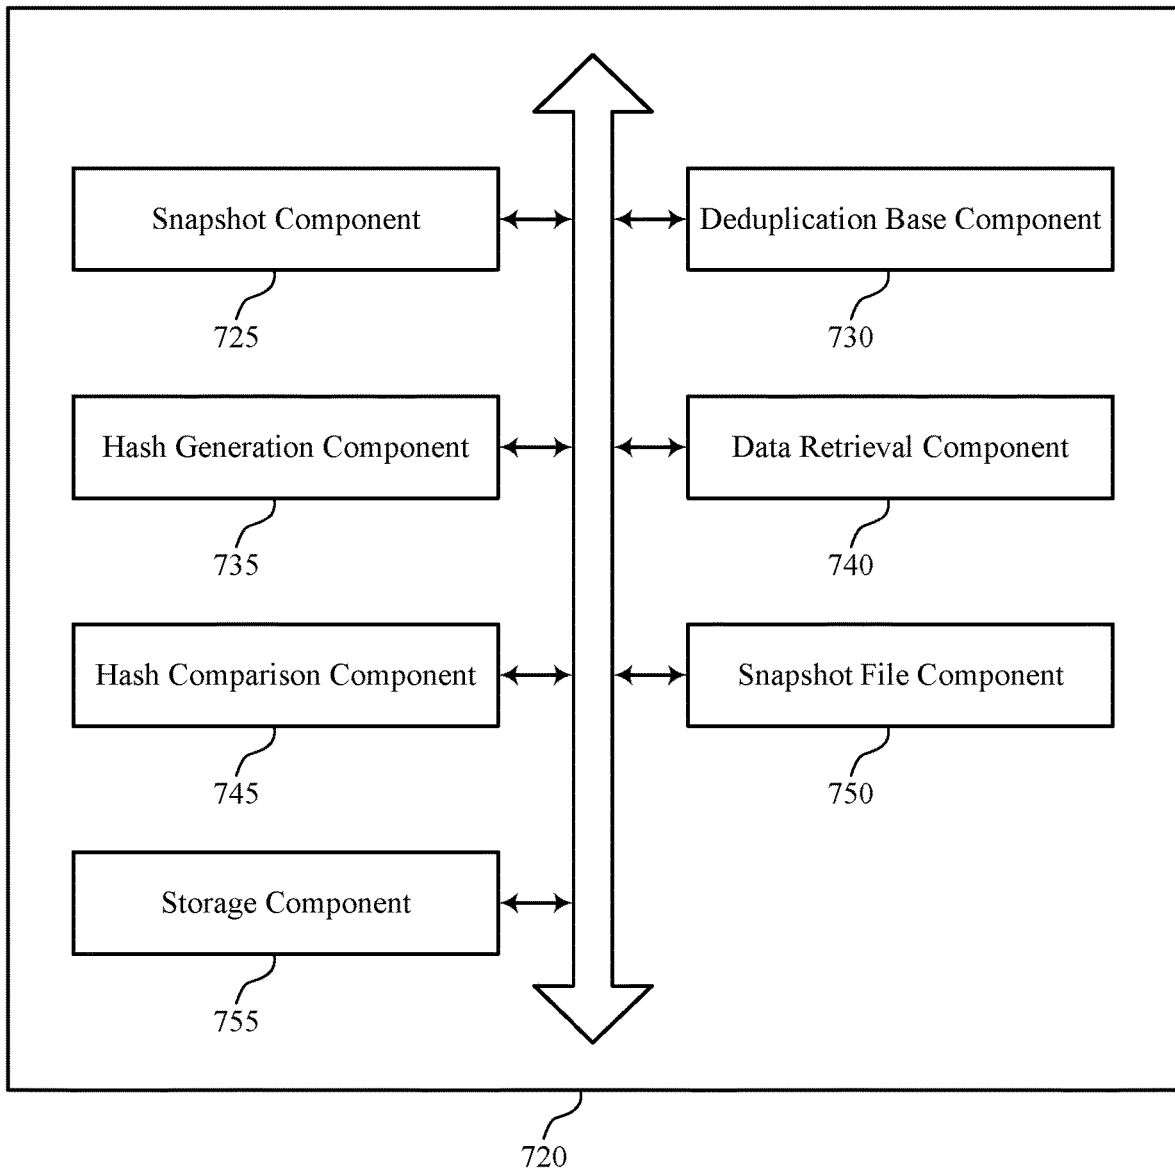 Snapshot Component
Deduplication Base Component
725
730
Hash Generation Component
Data Retrieval Component
735
740
Hash Comparison Component
Snapshot File Component
745
750
Storage Component
755
720